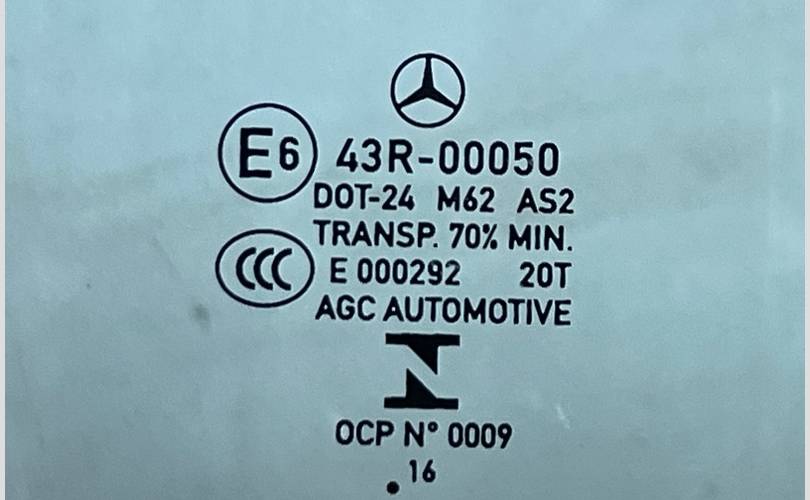 E6 43R-00050
DOT-24 M62 AS2
TRANSP. 70% MIN.
CCC E 000292 20T
AGC AUTOMOTIVE
OCP N° 0009
.16